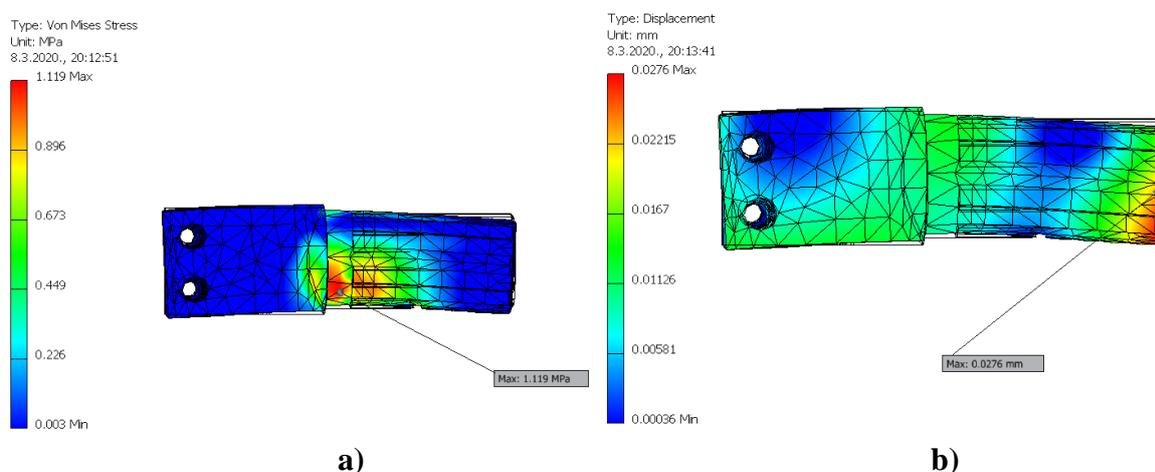 Type: Von Mises Stress
Unit: MPa
8.3.2020., 20:12:51
1.119 Max
0.896
0.673
0.449
0.226
0.003 Min
Max: 1.119 MPa
a)
Type: Displacement
Unit: mm
8.3.2020., 20:13:41
0.0276 Max
0.02215
0.0167
0.01126
0.00581
0.00036 Min
Max: 0.0276 mm
b)